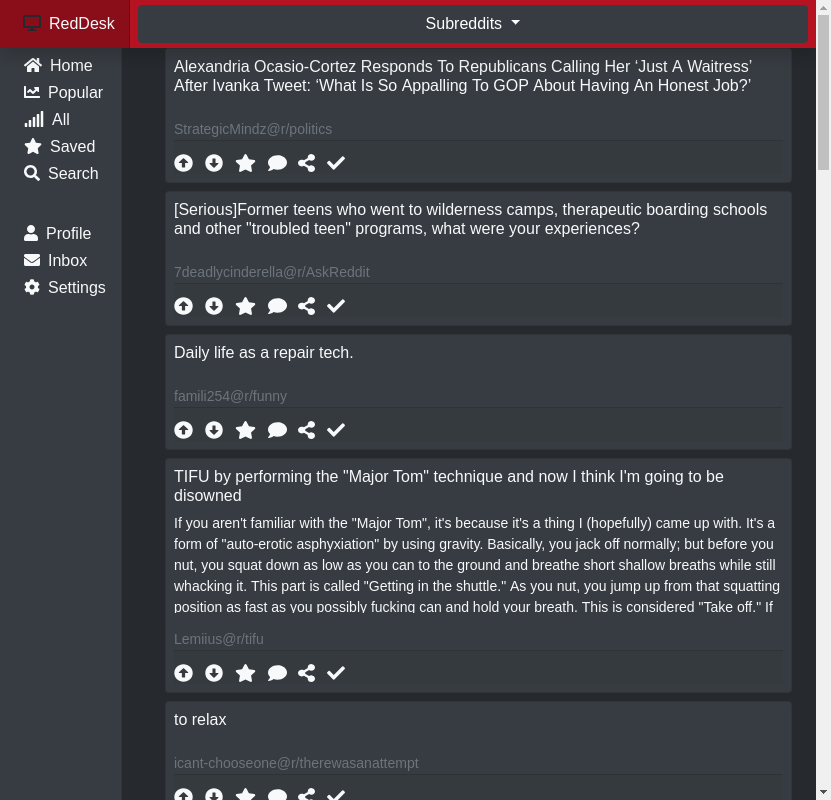 RedDesk
Subreddits
Home
Popular
All
Saved
Search
Profile
Inbox
Settings
Alexandria Ocasio-Cortez Responds To Republicans Calling Her ‘Just A Waitress’
After Ivanka Tweet: ‘What Is So Appalling To GOP About Having An Honest Job?’
StrategicMindz@r/politics
[Serious]Former teens who went to wilderness camps, therapeutic boarding schools
and other "troubled teen" programs, what were your experiences?
7deadlycinderella@r/AskReddit
Daily life as a repair tech.
famili254@r/funny
TIFU by performing the "Major Tom" technique and now I think I'm going to be
disowned
If you aren't familiar with the "Major Tom", it's because it's a thing I (hopefully) came up with. It's a
form of "auto-erotic asphyxiation" by using gravity. Basically, you jack off normally; but before you
nut, you squat down as low as you can to the ground and breathe short shallow breaths while still
whacking it. This part is called "Getting in the shuttle." As you nut, you jump up from that squatting
position as fast as you possibly fucking can and hold your breath. This is considered "Take off." If
Lemiius@r/tifu
to relax
icant-chooseone@r/therewasanattempt